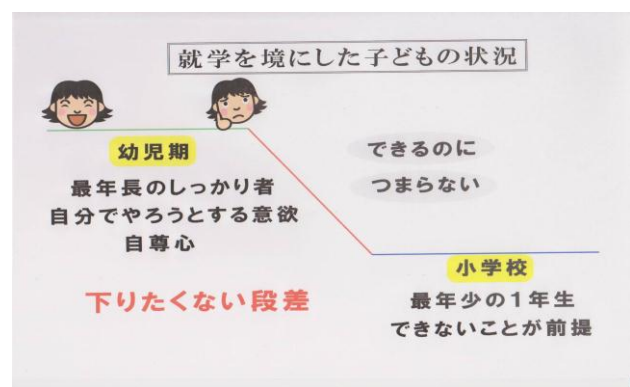 就学を境にした子どもの状況
幼児期
最年長のしっかり者
自分でやろうとする意欲
自尊心
下りたくない段差
できるのに
つまらない
小学校
最年少の1年生
できないことが前提